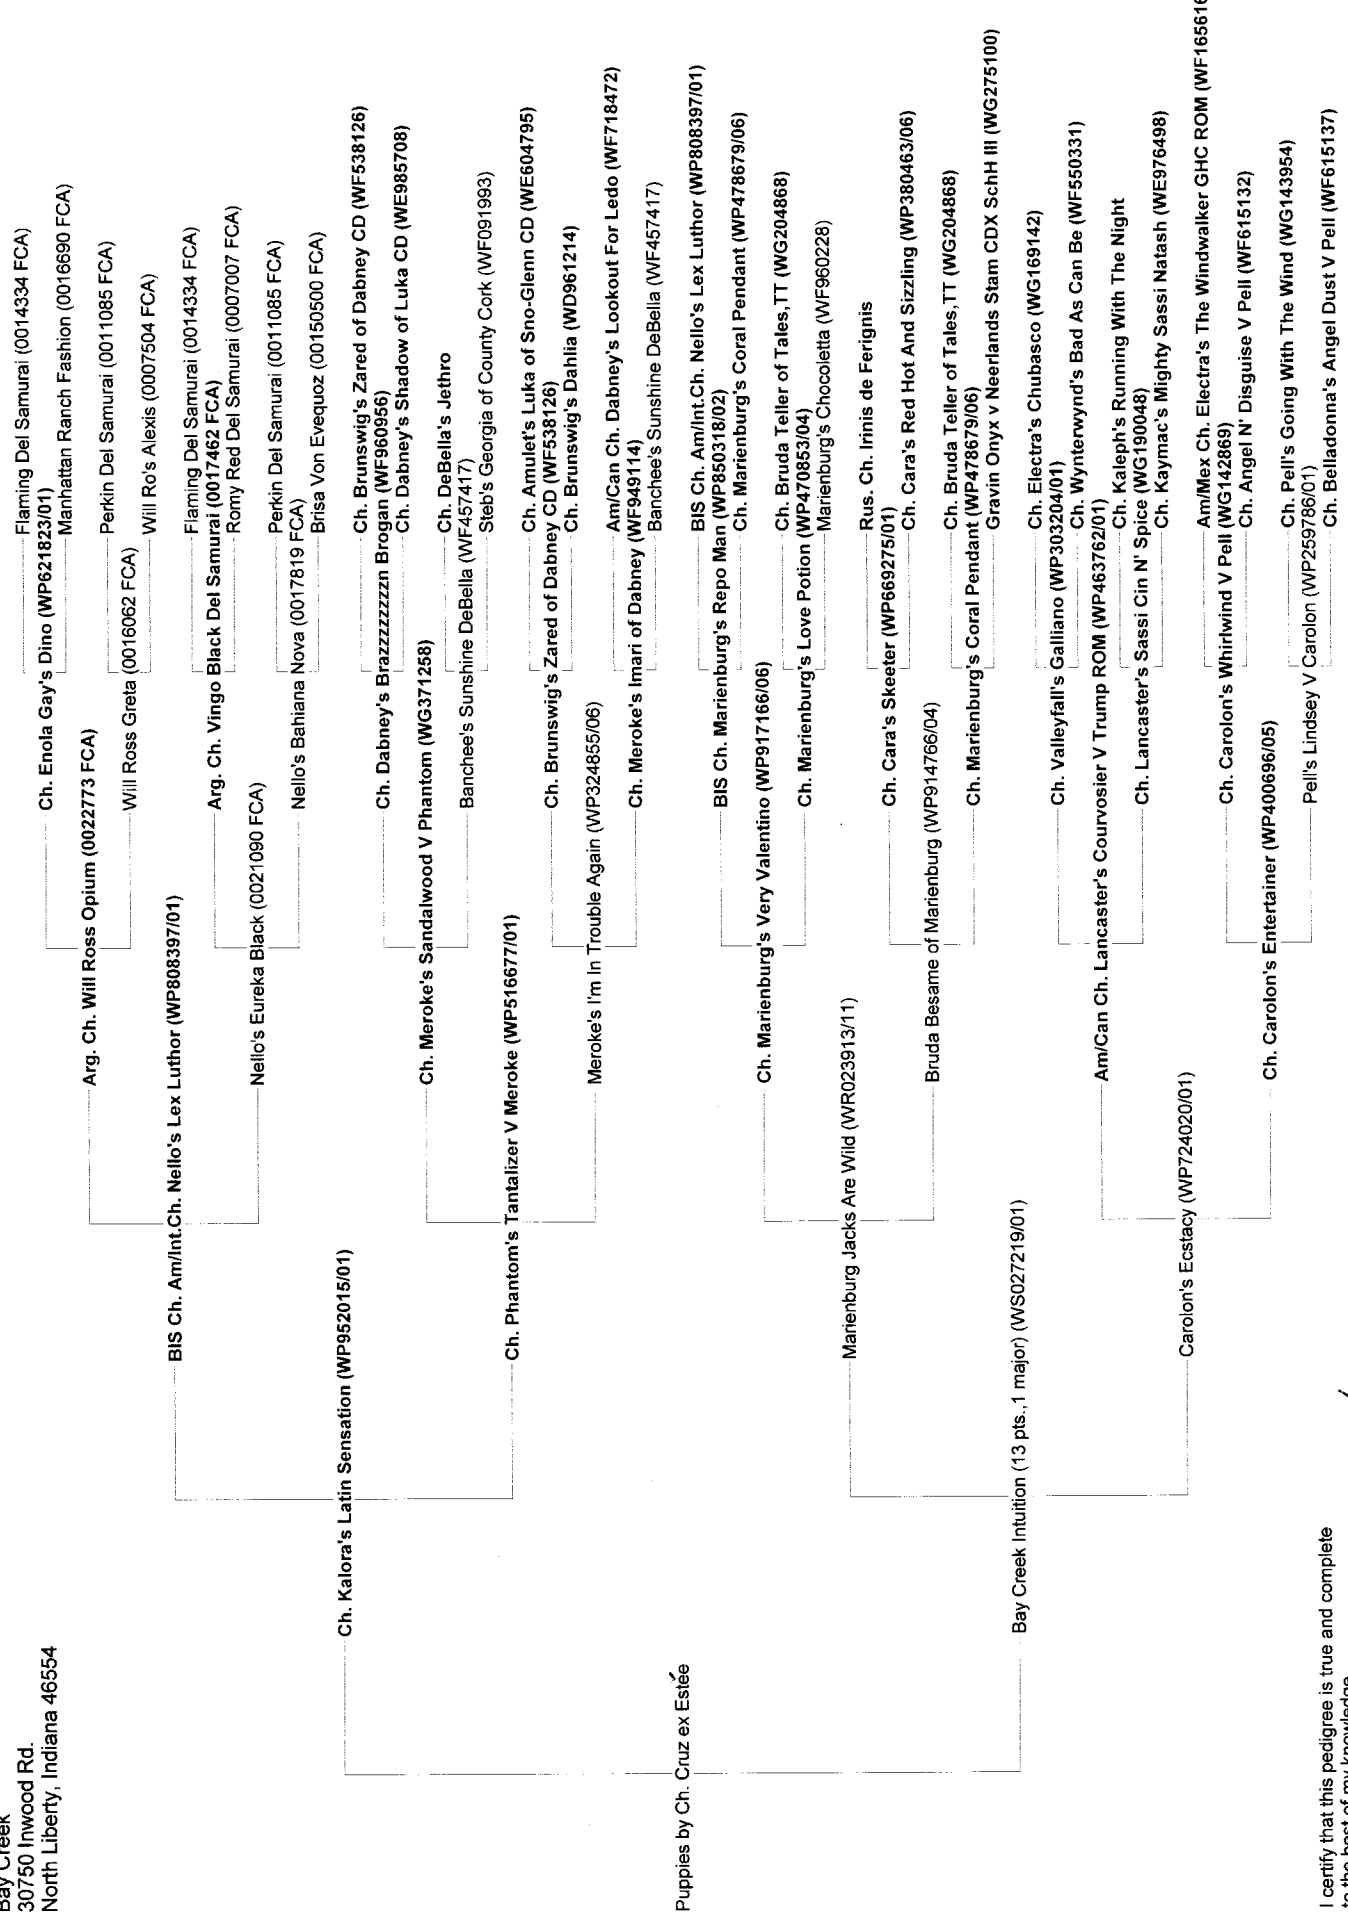 Bay Creek
30750 Inwood Rd.
North Liberty, Indiana 46554
Flaming Del Samurai (0014334 FCA)
Ch. Enola Gay's Dino (WP621823/01)
Manhattan Ranch Fashion (0016690 FCA)
Arg. Ch. Will Ross Opium (0022773 FCA)
Perkin Del Samurai (0011085 FCA)
Will Ross Greta (0016062 FCA)
Will Ro's Alexis (0007504 FCA)
BIS Ch. Am/Int.Ch. Nello's Lex Luthor (WP808397/01)
Flaming Del Samurai (0014334 FCA)
Arg. Ch. Vingo Black Del Samurai (0017462 FCA)
Romy Red Del Samurai (0007007 FCA)
Nello's Eureka Black (0021090 FCA)
Perkin Del Samurai (0011085 FCA)
Nello's Bahiana Nova (0017819 FCA)
Brisa Von Evequoz (00150500 FCA)
Ch. Kalora's Latin Sensation (WP952015/01)
Ch. Brunswig's Zared of Dabney CD (WF538126)
Ch. Dabney's Brazzzzzzzzzn Brogan (WF960956)
Ch. Dabney's Shadow of Luka CD (WE985708)
Ch. Meroke's Sandalwood V Phantom (WG371258)
Ch. DeBella's Jethro
Banchee's Sunshine DeBella (WF457417)
Steb's Georgia of County Cork (WF091993)
Ch. Phantom's Tantalizer V Meroke (WP516677/01)
Ch. Amulet's Luka of Sno-Glenn CD (WE604795)
Ch. Brunswig's Zared of Dabney CD (WF538126)
Ch. Brunswig's Dahlia (WD961214)
Meroke's I'm In Trouble Again (WP324855/06)
Am/Can Ch. Dabney's Lookout For Ledo (WF718472)
Ch. Meroke's Imari of Dabney (WF949114)
Banchee's Sunshine DeBella (WF457417)
Puppies by Ch. Cruz ex Estée
BIS Ch. Am/Int.Ch. Nello's Lex Luthor (WP808397/01)
BIS Ch. Marienburg's Repo Man (WP850318/02)
Ch. Marienburg's Coral Pendant (WP478679/06)
Ch. Marienburg's Very Valentino (WP917166/06)
Ch. Bruda Teller of Tales,TT (WG204868)
Ch. Marienburg's Love Potion (WP470853/04)
Marienburg's Chocoletta (WF960228)
Marienburg Jacks Are Wild (WR023913/11)
Rus. Ch. Irinis de Ferignis
Ch. Cara's Skeeter (WP669275/01)
Ch. Cara's Red Hot And Sizzling (WP380463/06)
Bruda Besame of Marienburg (WP914766/04)
Ch. Bruda Teller of Tales,TT (WG204868)
Ch. Marienburg's Coral Pendant (WP478679/06)
Gravin Onyx v Neerlands Stam CDX SchH III (WG275100)
Bay Creek Intuition (13 pts.,1 major) (WS027219/01)
Ch. Electra's Chubasco (WG169142)
Ch. Valleyfall's Galliano (WP303204/01)
Ch. Wynterwynd's Bad As Can Be (WF550331)
Am/Can Ch. Lancaster's Courvosier V Trump ROM (WP463762/01)
Ch. Kaleph's Running With The Night
Ch. Lancaster's Sassi Cin N' Spice (WG190048)
Ch. Kaymac's Mighty Sassi Natash (WE976498)
Carolon's Ecstacy (WP724020/01)
Am/Mex Ch. Electra's The Windwalker GHC ROM (WF165616
Ch. Carolon's Whirlwind V Pell (WG142869)
Ch. Angel N' Disguise V Pell (WF615132)
Ch. Carolon's Entertainer (WP400696/05)
Ch. Pell's Going With The Wind (WG143954)
Pell's Lindsey V Carolon (WP259786/01)
Ch. Belladonna's Angel Dust V Pell (WF615137)
I certify that this pedigree is true and complete
to the best of my knowledge